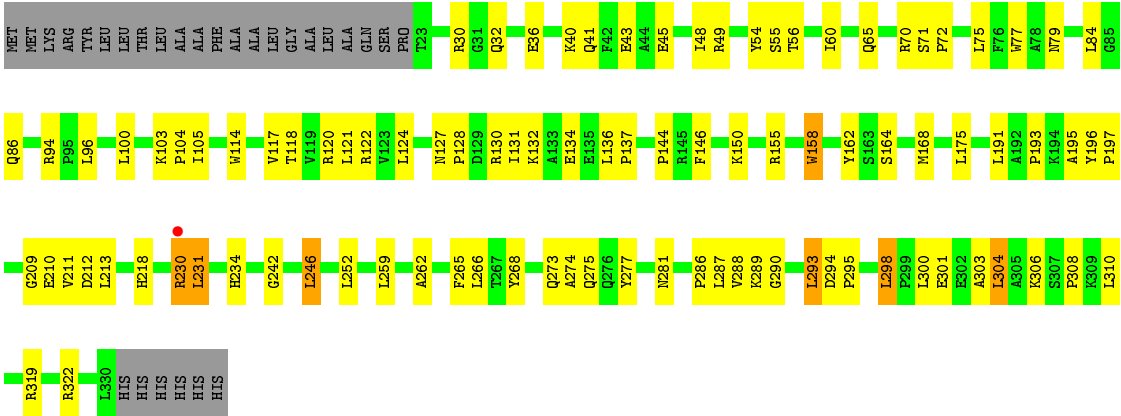 MET MET LYS ARG TYR LEU LEU THR LEU ALA ALA PHE ALA ALA LEU GLY ALA LEU ALA GLN SER PRO T23 R30 G31 Q32 E36 K40 Q41 F42 E43 A44 E45 I48 R49 Y54 S55 T56 I60 Q65 R70 S71 P72 L75 F76 W77 A78 N79 L84 G85
Q86 R94 P95 L96 L100 K103 P104 I105 W114 V117 T118 V119 R120 L121 R122 V123 L124 N127 P128 D129 R130 I131 K132 A133 E134 E135 L136 P137 P144 R145 F146 K150 R155 W158 Y162 S163 S164 M168 L175 L191 A192 P193 K194 A195 Y196 P197
G209 E210 V211 D212 L213 H218 R230 L231 H234 G242 L246 L252 L259 A262 F265 L266 T267 Y268 Q273 A274 Q275 Q276 Y277 N281 P286 L287 V288 K289 G290 L293 D294 P295 L298 P299 L300 E301 E302 A303 L304 A305 K306 S307 P308 K309 L310
R319 R322 L330 HIS HIS HIS HIS HIS HIS